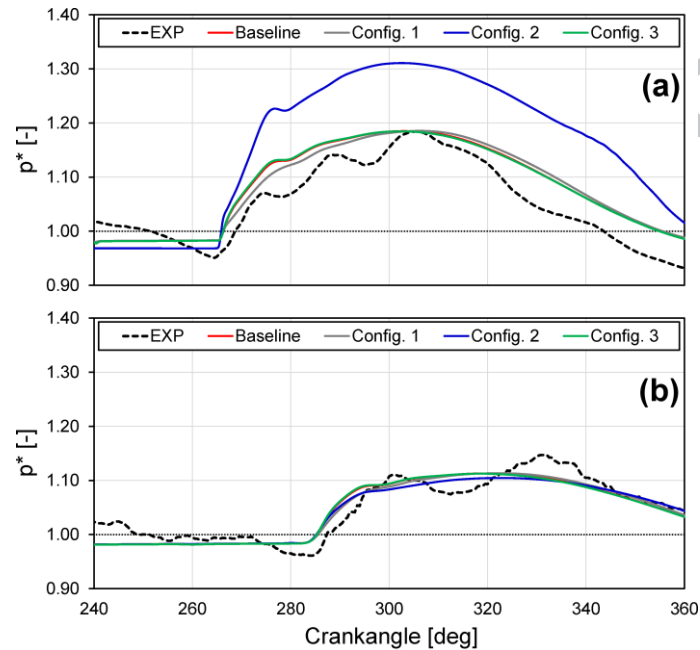 1.40
EXP Baseline Config. 1 Config. 2 Config. 3
(a)
1.30
1.20
p* [-]
1.10
1.00
0.90
1.40
EXP Baseline Config. 1 Config. 2 Config. 3
(b)
1.30
1.20
p* [-]
1.10
1.00
0.90
240 260 280 300 320 340 360
Crankangle [deg]